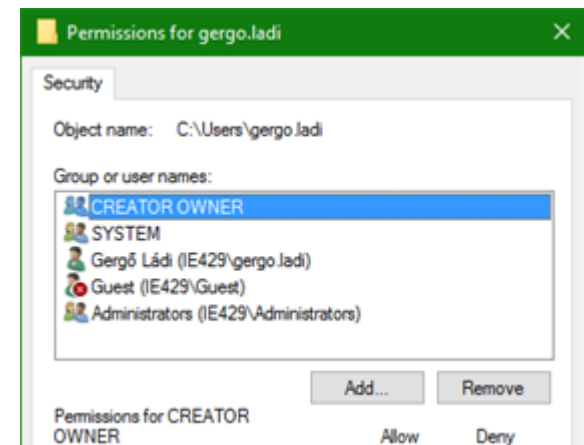 Permissions for gergo.ladi
Security
Object name: C:\Users\gergo.ladi
Group or user names:
CREATOR OWNER
SYSTEM
Gergő Ládi (IE429\gergo.ladi)
Guest (IE429\Guest)
Administrators (IE429\Administrators)
Add... Remove
Permissions for CREATOR
OWNER Allow Deny